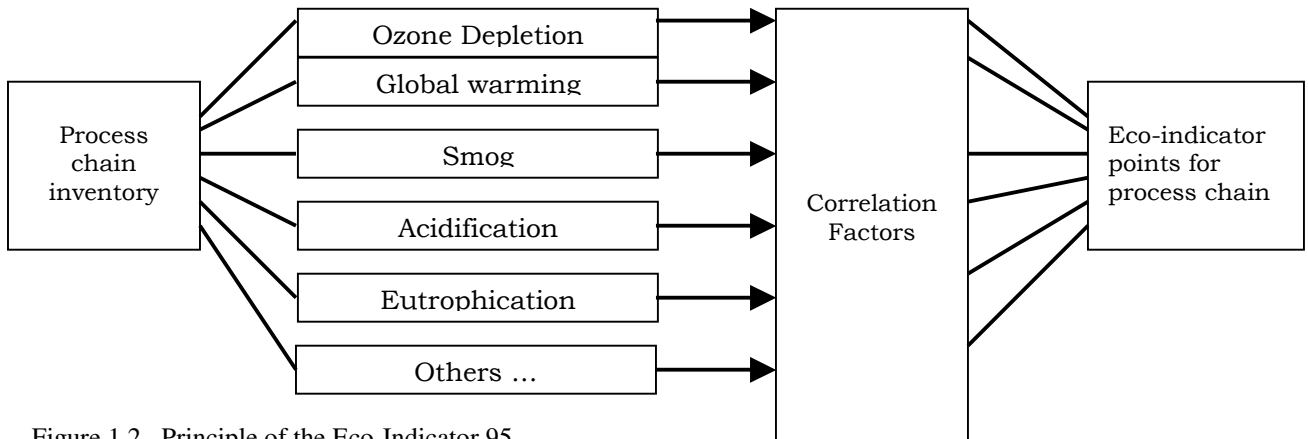 Ozone Depletion
Global warming
Process
chain
inventory
Smog
Acidification
Eutrophication
Others …
Correlation
Factors
Eco-indicator
points for
process chain
Figure 1.2 Principle of the Eco-Indicator 95